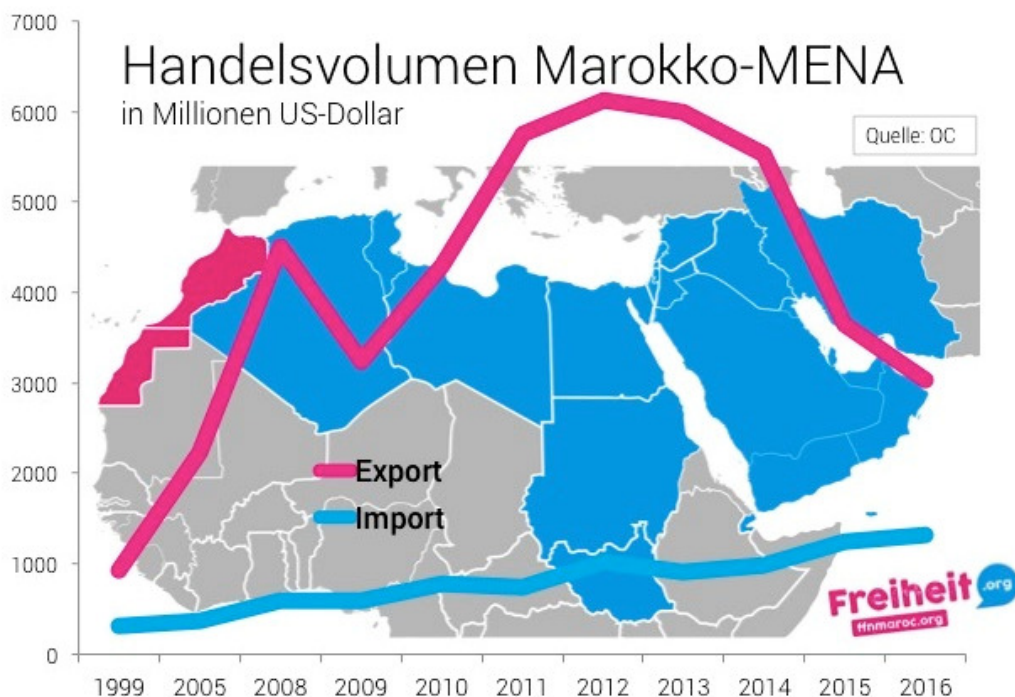 Handelsvolumen Marokko-MENA
in Millionen US-Dollar
Quelle: OC
7000
6000
5000
4000
3000
2000
1000
0
Export
Import
Freiheit.org
ffnmaroc.org
1999 2005 2008 2009 2010 2011 2012 2013 2014 2015 2016